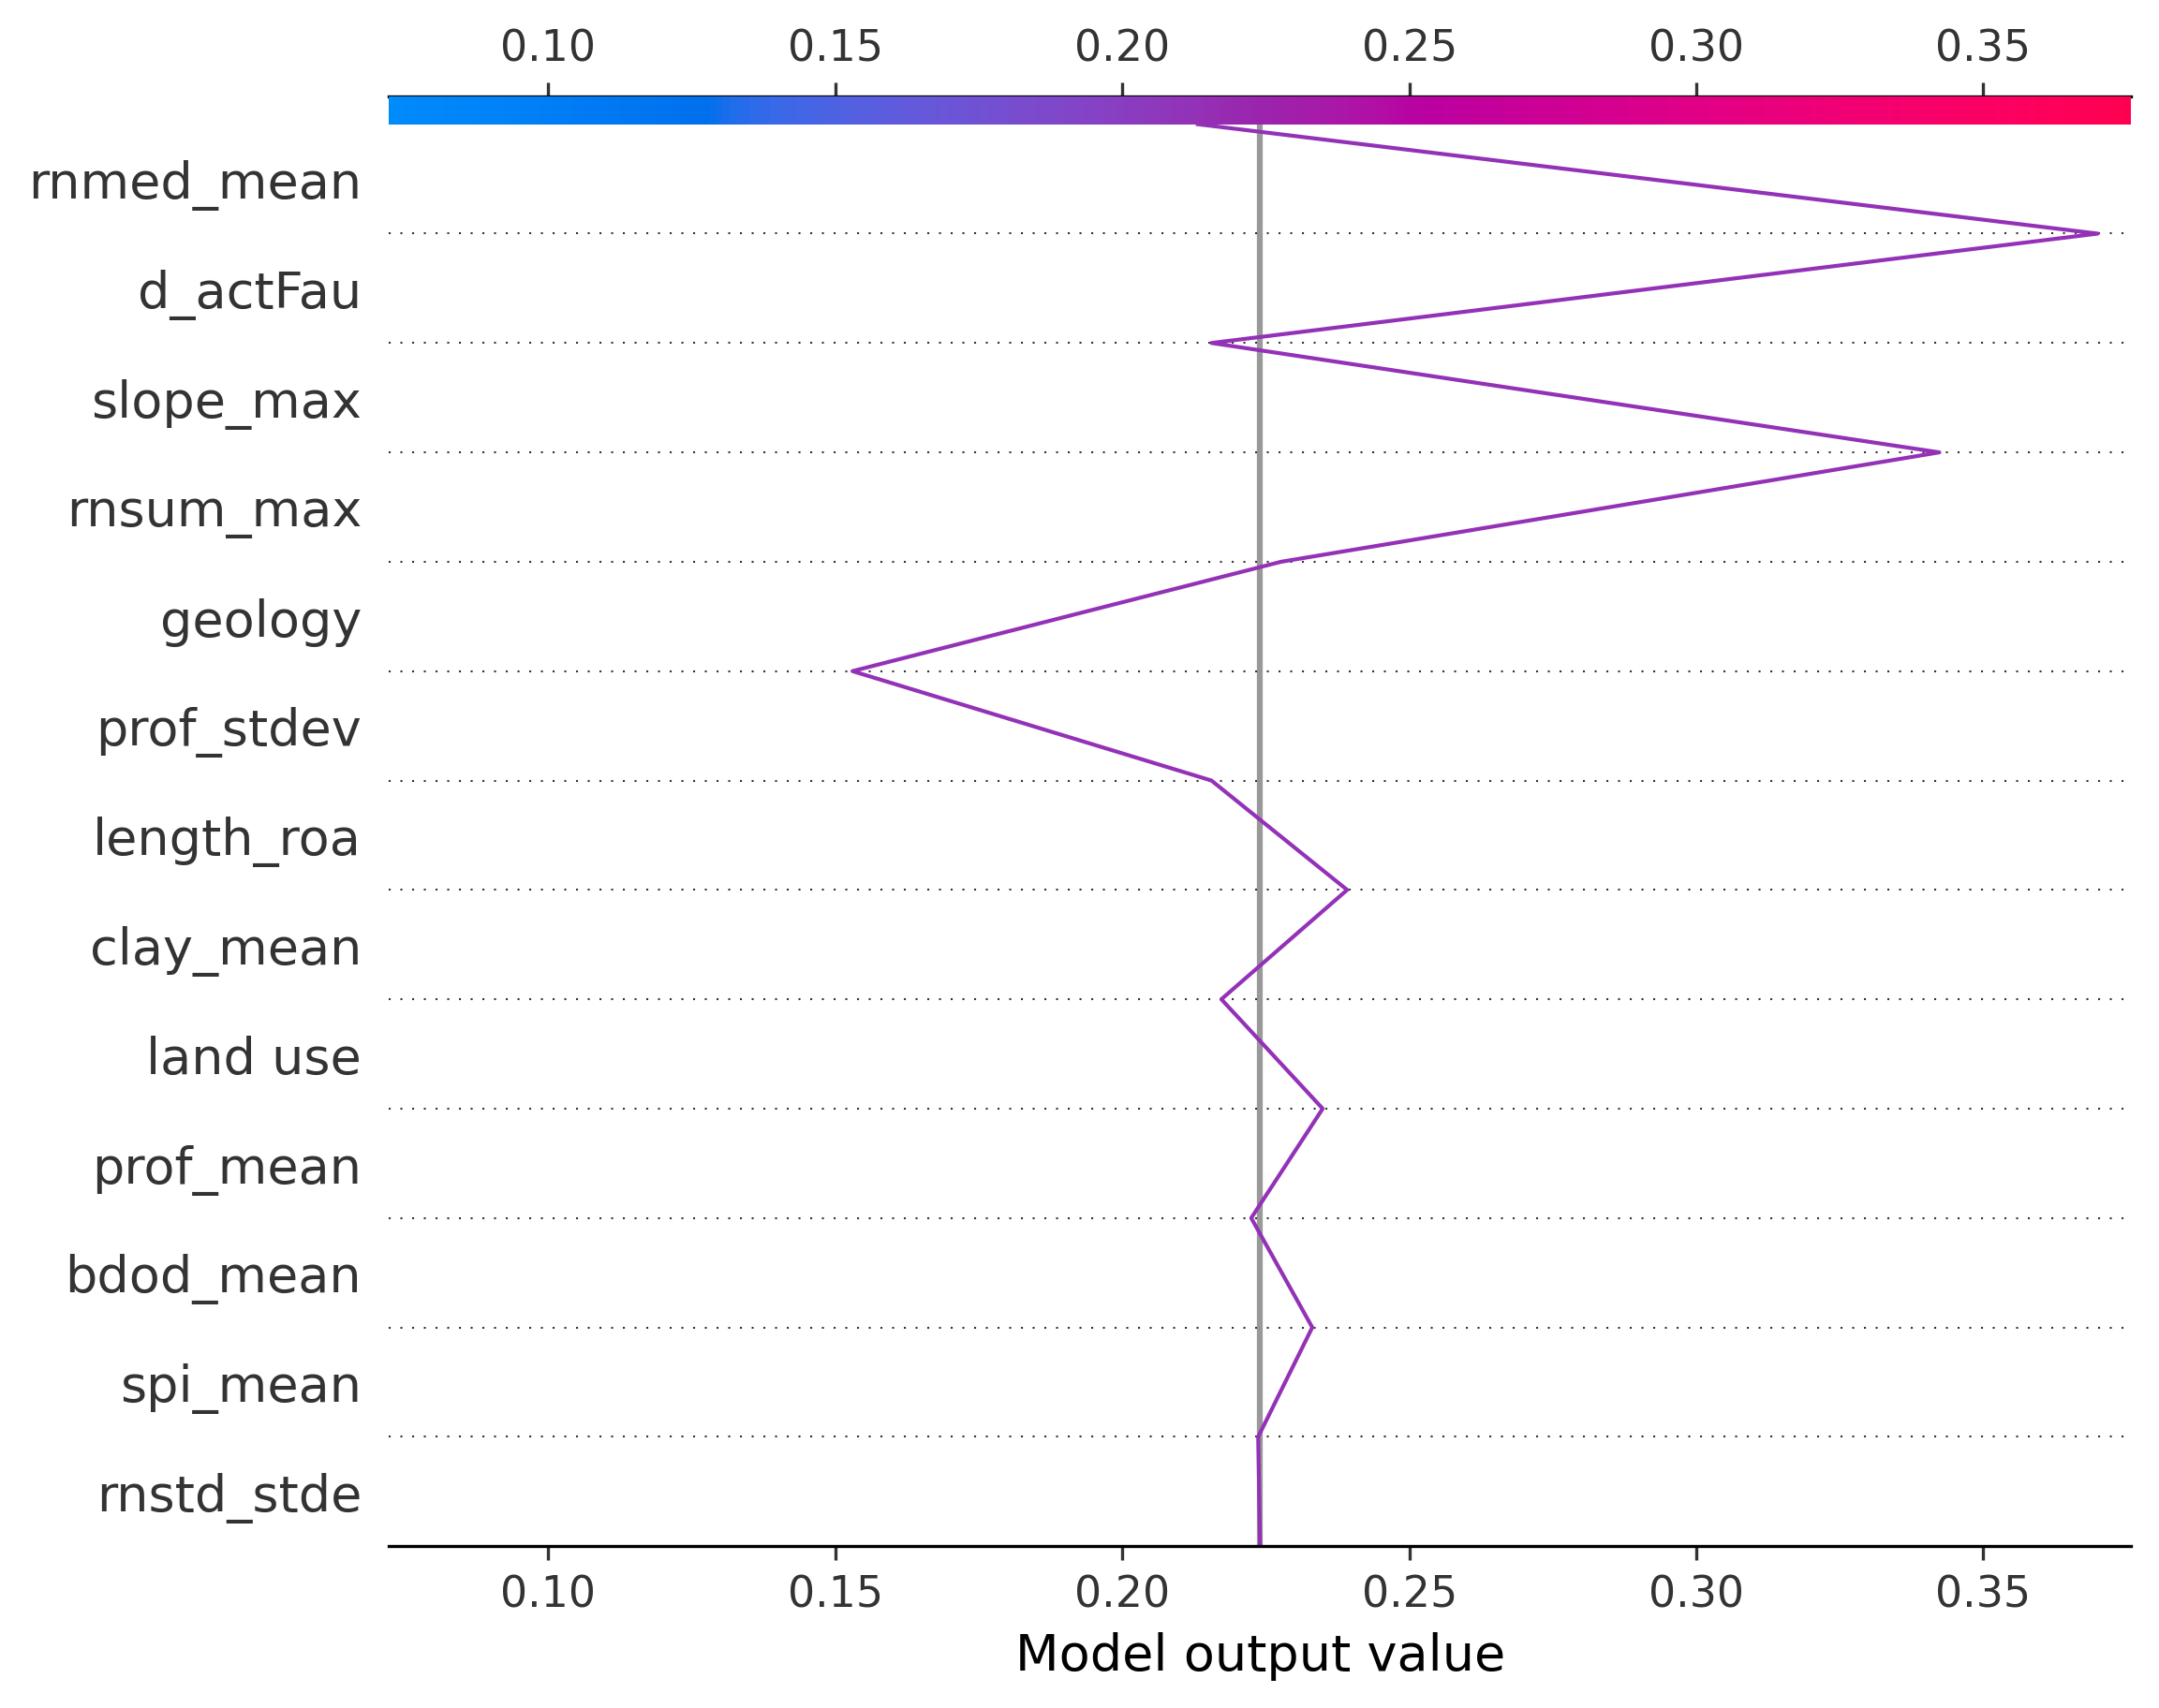 0.10 0.15 0.20 0.25 0.30 0.35
rnmed_mean
d_actFau
slope_max
rnsum_max
geology
prof_stdev
length_roa
clay_mean
land use
prof_mean
bdod_mean
spi_mean
rnstd_stde
0.10 0.15 0.20 0.25 0.30 0.35
Model output value